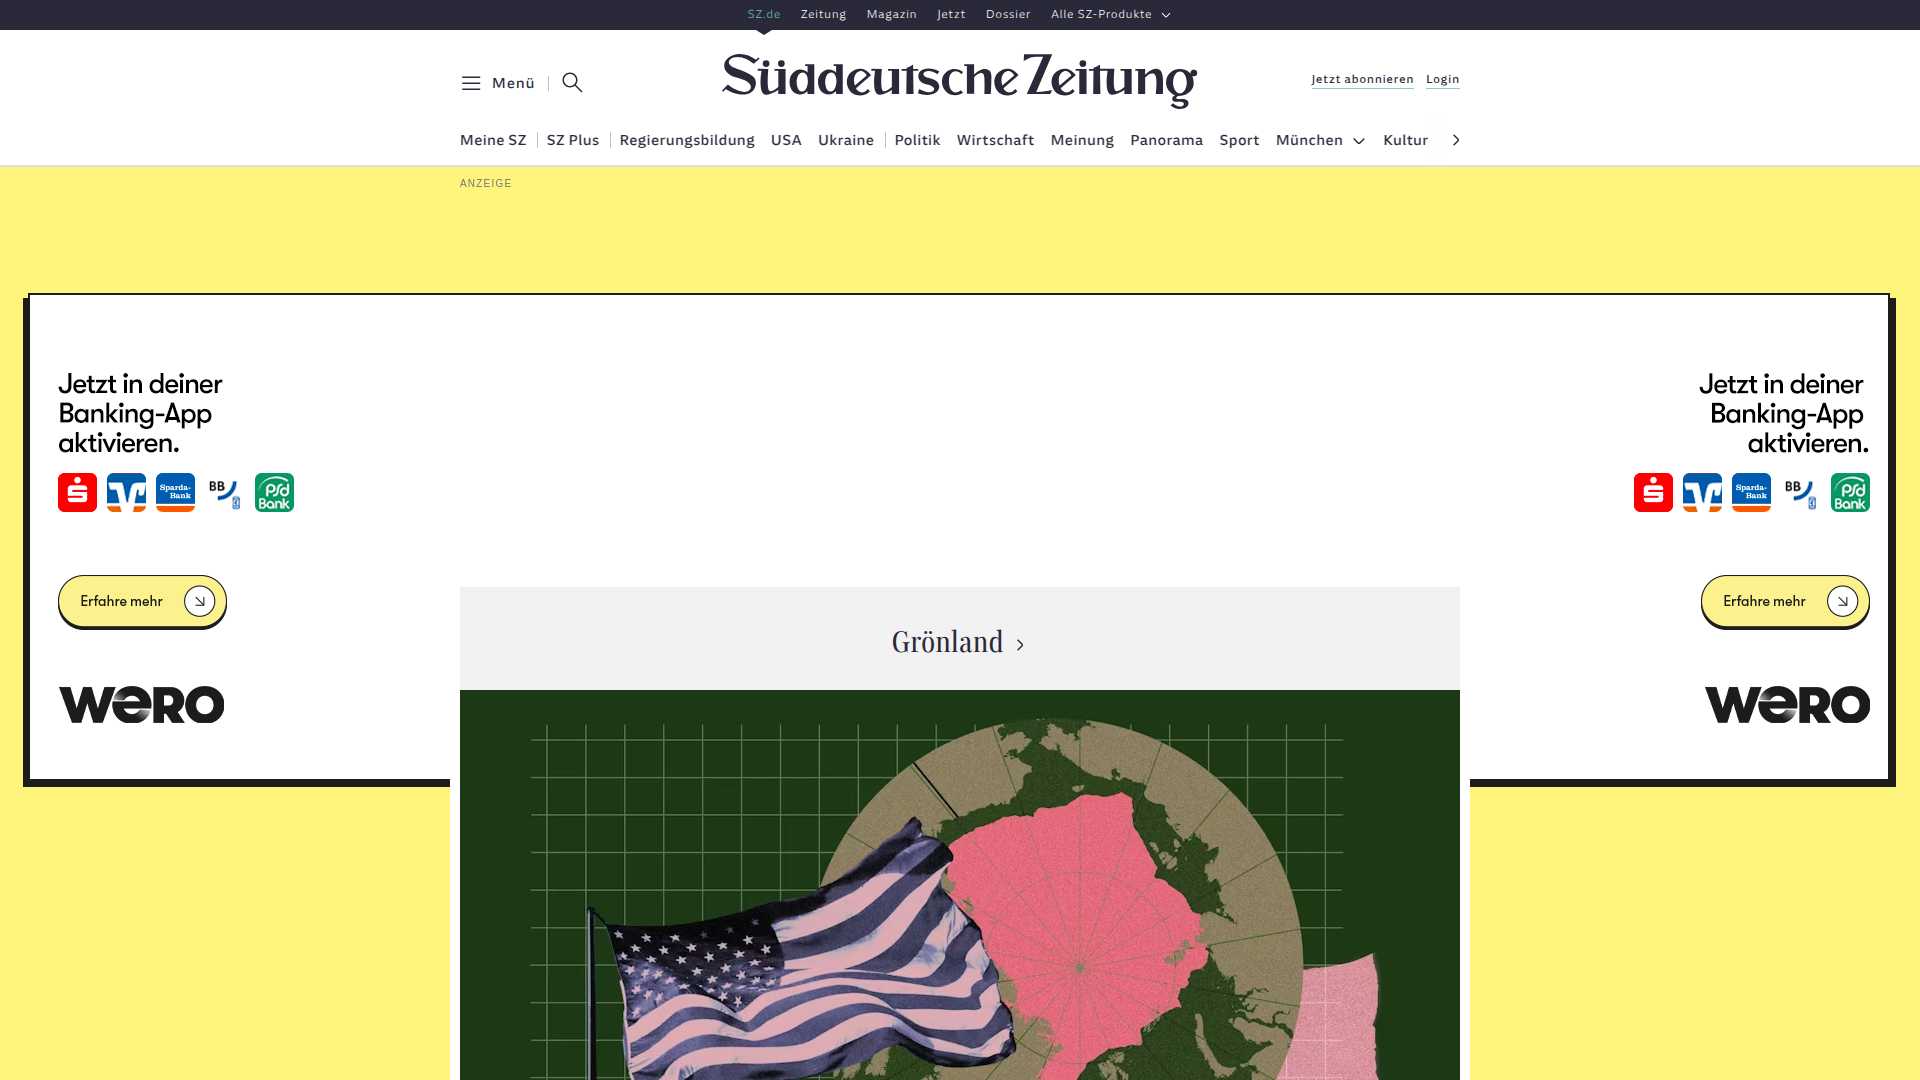 SZ.de Zeitung Magazin Jetzt Dossier Alle SZ-Produkte
Menü
Süddeutsche Zeitung
Jetzt abonnieren Login
Meine SZ SZ Plus Regierungsbildung USA Ukraine Politik Wirtschaft Meinung Panorama Sport München Kultur
ANZEIGE
Jetzt in deiner
Banking-App
aktivieren.
Sparda-
Bank
BB
psd
Bank
Erfahre mehr
wero
Jetzt in deiner
Banking-App
aktivieren.
Sparda-
Bank
BB
psd
Bank
Erfahre mehr
wero
Grönland